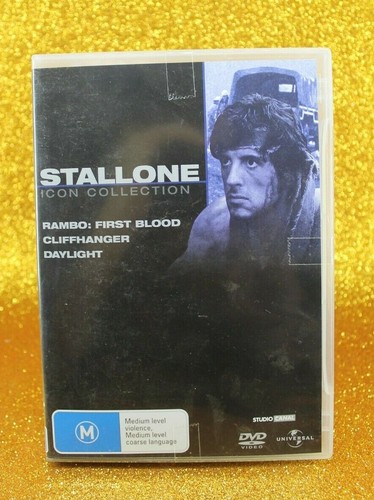 STALLONE
ICON COLLECTION
RAMBO: FIRST BLOOD
CLIFFHANGER
DAYLIGHT
M
Medium level
violence,
Medium level
coarse language
STUDIO CANAL
DVD
VIDEO
UNIVERSAL